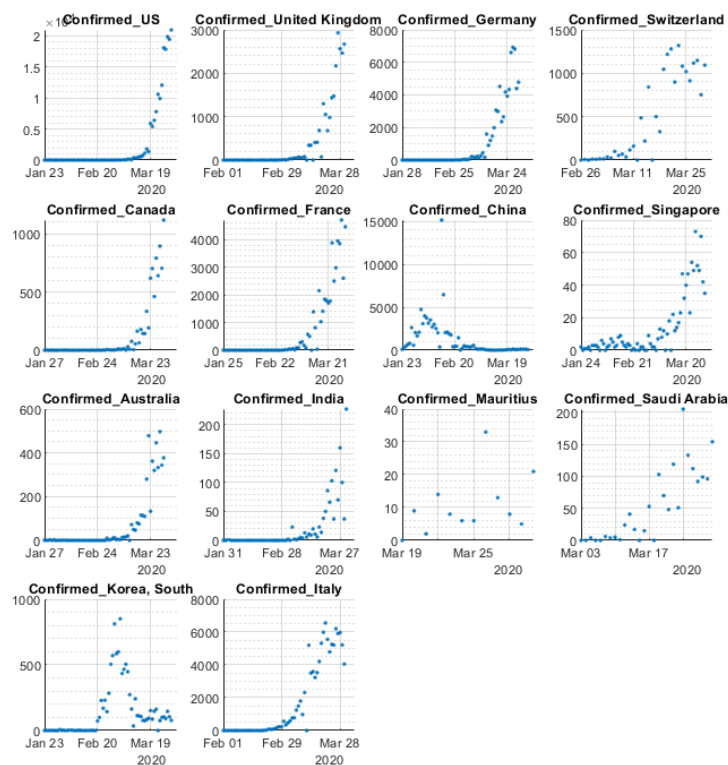 ×10
Confirmed_US
2
1.5
1
0.5
0
Jan 23 Feb 20 Mar 19
2020
Confirmed_United Kingdom
3000
2000
1000
0
Feb 01 Feb 29 Mar 28
2020
Confirmed_Germany
8000
6000
4000
2000
0
Jan 28 Feb 25 Mar 24
2020
Confirmed_Switzerland
1500
1000
500
0
Feb 26 Mar 11 Mar 25
2020
Confirmed_Canada
1000
500
0
Jan 27 Feb 24 Mar 23
2020
Confirmed_France
4000
3000
2000
1000
0
Jan 25 Feb 22 Mar 21
2020
Confirmed_China
15000
10000
5000
0
Jan 23 Feb 20 Mar 19
2020
Confirmed_Singapore
80
60
40
20
0
Jan 24 Feb 21 Mar 20
2020
Confirmed_Australia
600
400
200
0
Jan 27 Feb 24 Mar 23
2020
Confirmed_India
200
150
100
50
0
Jan 31 Feb 28 Mar 27
2020
Confirmed_Mauritius
40
30
20
10
0
Mar 19 Mar 25
2020
Confirmed_Saudi Arabia
200
150
100
50
0
Mar 03 Mar 17
2020
Confirmed_Korea, South
1000
500
0
Jan 23 Feb 20 Mar 19
2020
Confirmed_Italy
8000
6000
4000
2000
0
Feb 01 Feb 29 Mar 28
2020